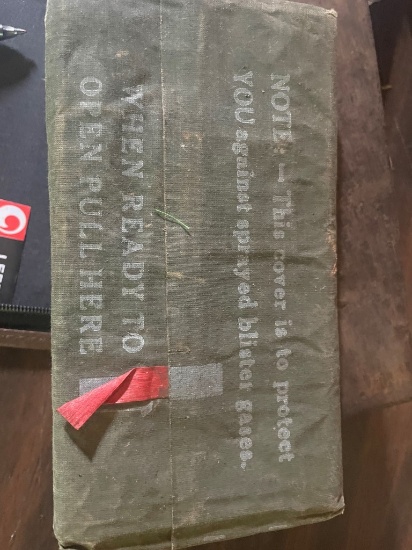 NOTE: — This cover is to protect
YOU against sprayed blister gases.
WHEN READY TO
OPEN PULL HERE